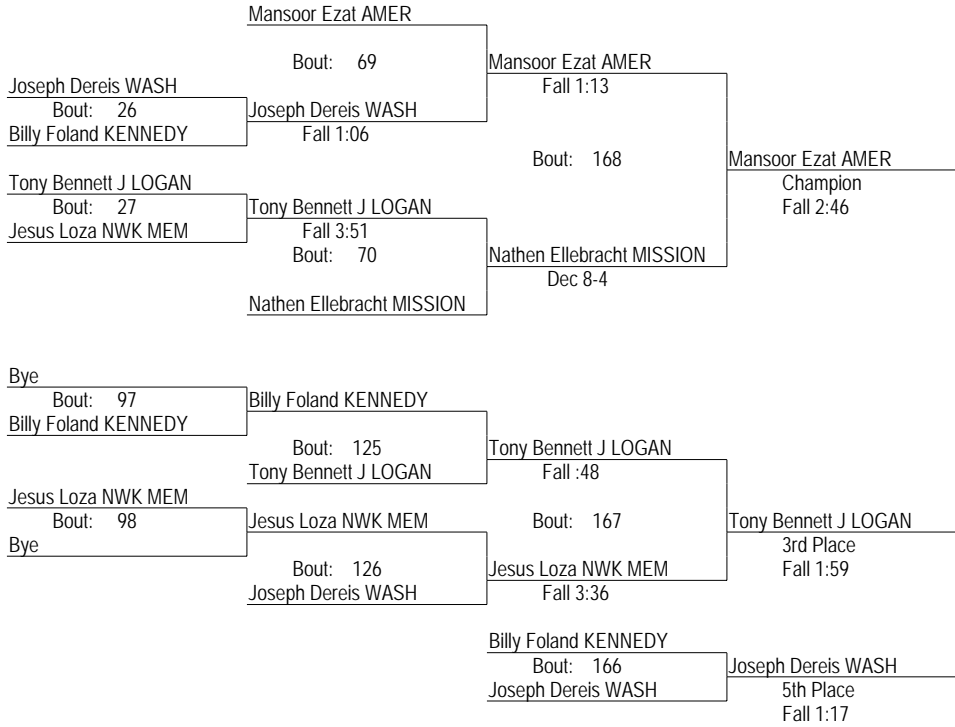 Mansoor Ezat AMER
Bout: 69
Mansoor Ezat AMER
Fall 1:13
Joseph Dereis WASH
Bout: 26
Billy Foland KENNEDY
Joseph Dereis WASH
Fall 1:06
Bout: 168
Mansoor Ezat AMER
Champion
Fall 2:46
Tony Bennett J LOGAN
Bout: 27
Jesus Loza NWK MEM
Tony Bennett J LOGAN
Fall 3:51
Bout: 70
Nathen Ellebracht MISSION
Dec 8-4
Nathen Ellebracht MISSION
Bye
Bout: 97
Billy Foland KENNEDY
Billy Foland KENNEDY
Bout: 125
Tony Bennett J LOGAN
Tony Bennett J LOGAN
Fall :48
Jesus Loza NWK MEM
Bout: 98
Bye
Jesus Loza NWK MEM
Bout: 167
Tony Bennett J LOGAN
3rd Place
Fall 1:59
Bout: 126
Joseph Dereis WASH
Jesus Loza NWK MEM
Fall 3:36
Billy Foland KENNEDY
Bout: 166
Joseph Dereis WASH
Joseph Dereis WASH
5th Place
Fall 1:17